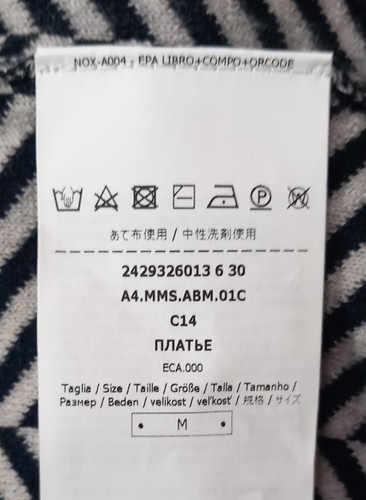 NOX-A004 - EPA LIBRO+COMPO+QRCODE
P W
あて布使用 / 中性洗剤使用
2429326013 6 30
A4.MMS.ABM.01C
C14
ПЛАТЬЕ
ECA.000
Taglia / Size / Taille / Größe / Talla / Tamanho /
Размер / Beden / velikost / veľkosť / 规格 / サイズ
• M •